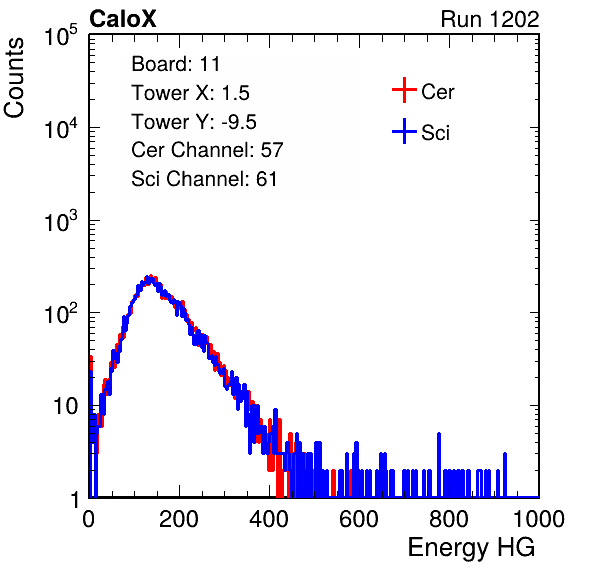 CaloX Run 1202
Counts
10^5
10^4
10^3
10^2
10
1
Board: 11
Tower X: 1.5
Tower Y: -9.5
Cer Channel: 57
Sci Channel: 61
Cer
Sci
0 200 400 600 800 1000
Energy HG